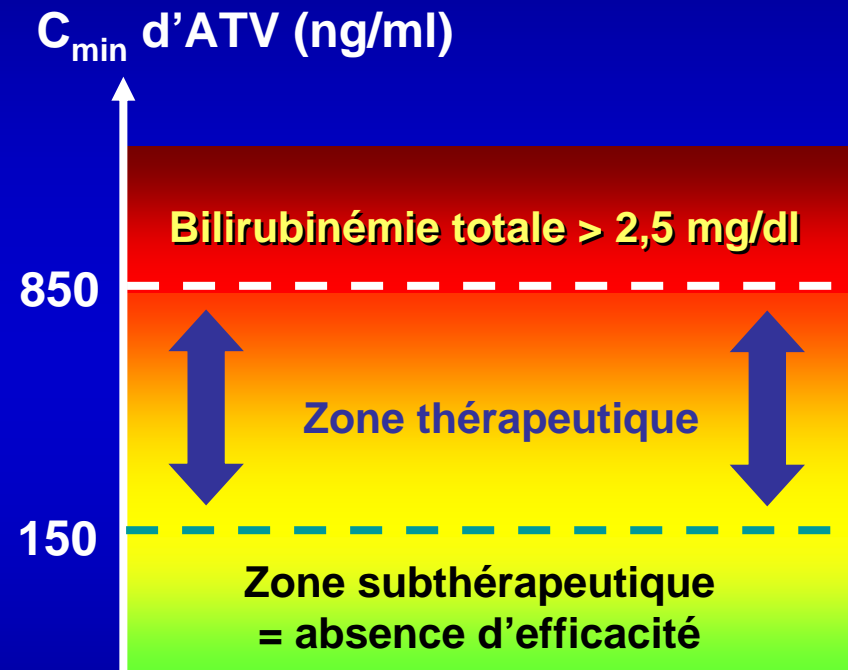 Cmin d'ATV (ng/ml)
Bilirubinémie totale > 2,5 mg/dl
850
Zone thérapeutique
150
Zone subthérapeutique
= absence d'efficacité